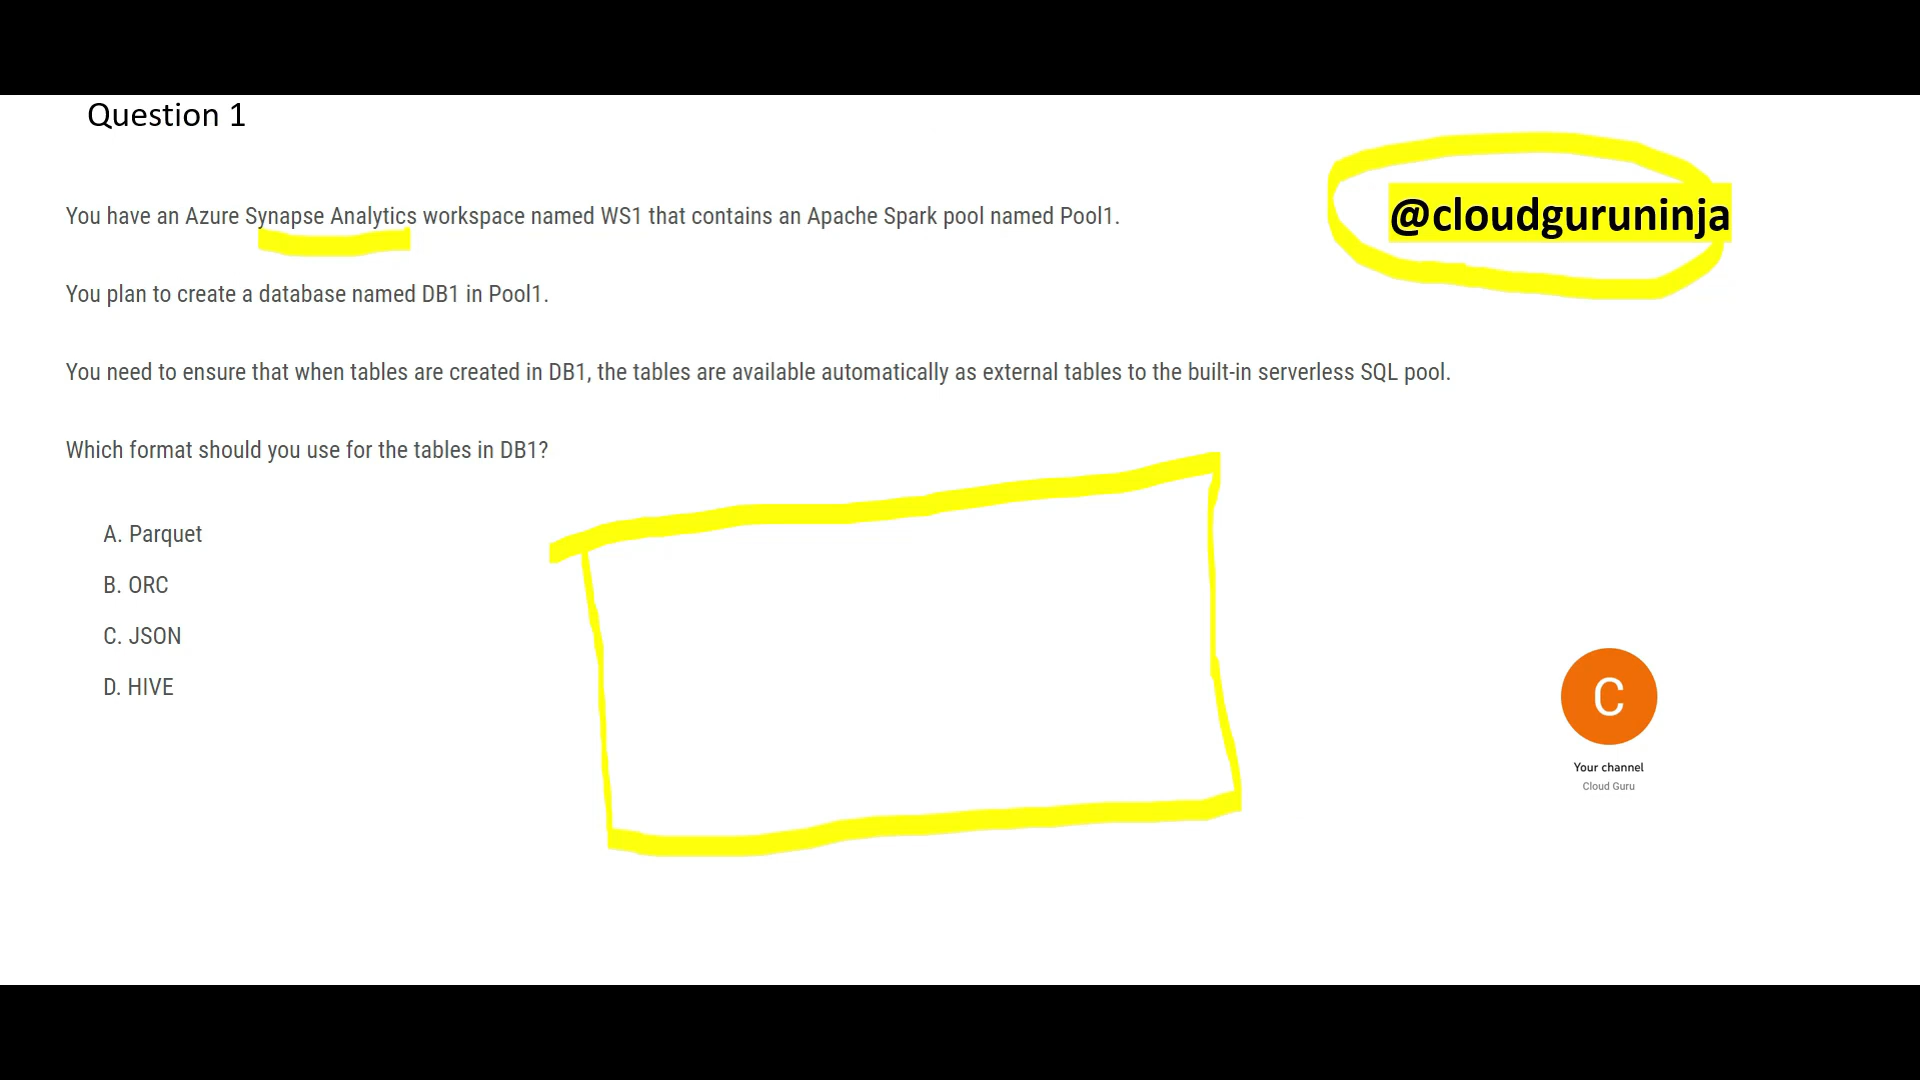 Question 1
@cloudguruninja
You have an Azure Synapse Analytics workspace named WS1 that contains an Apache Spark pool named Pool1.
You plan to create a database named DB1 in Pool1.
You need to ensure that when tables are created in DB1, the tables are available automatically as external tables to the built-in serverless SQL pool.
Which format should you use for the tables in DB1?
A. Parquet
B. ORC
C. JSON
D. HIVE
C
Your channel
Cloud Guru